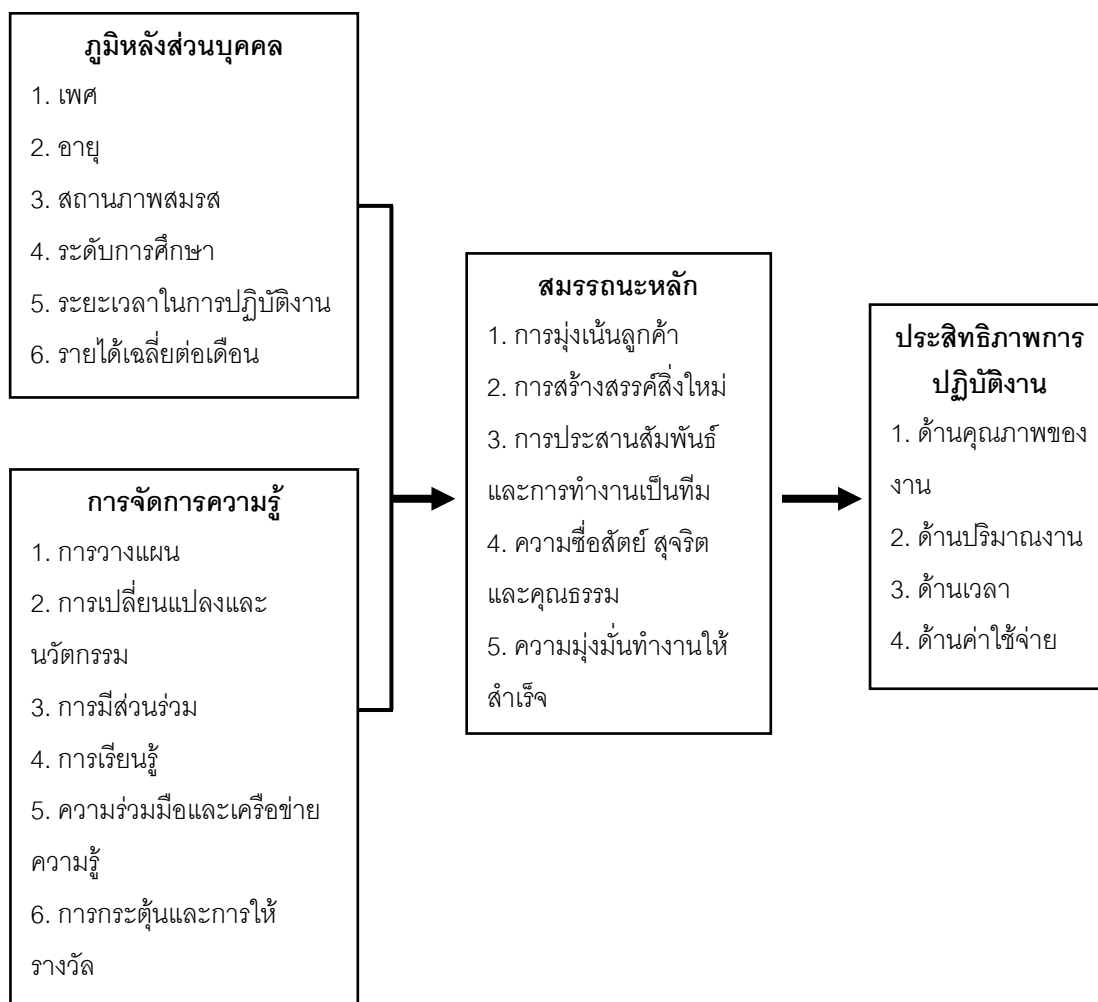 ภูมิหลังส่วนบุคคล
1. เพศ
2. อายุ
3. สถานภาพสมรส
4. ระดับการศึกษา
5. ระยะเวลาในการปฏิบัติงาน
6. รายได้เฉลี่ยต่อเดือน
การจัดการความรู้
1. การวางแผน
2. การเปลี่ยนแปลงและ
นวัตกรรม
3. การมีส่วนร่วม
4. การเรียนรู้
5. ความร่วมมือและเครือข่าย
ความรู้
6. การกระตุ้นและการให้
รางวัล
สมรรถนะหลัก
1. การมุ่งเน้นลูกค้า
2. การสร้างสรรค์สิ่งใหม่
3. การประสานสัมพันธ์
และการทำงานเป็นทีม
4. ความซื่อสัตย์ สุจริต
และคุณธรรม
5. ความมุ่งมั่นทำงานให้
สำเร็จ
ประสิทธิภาพการ
ปฏิบัติงาน
1. ด้านคุณภาพของ
งาน
2. ด้านปริมาณงาน
3. ด้านเวลา
4. ด้านค่าใช้จ่าย